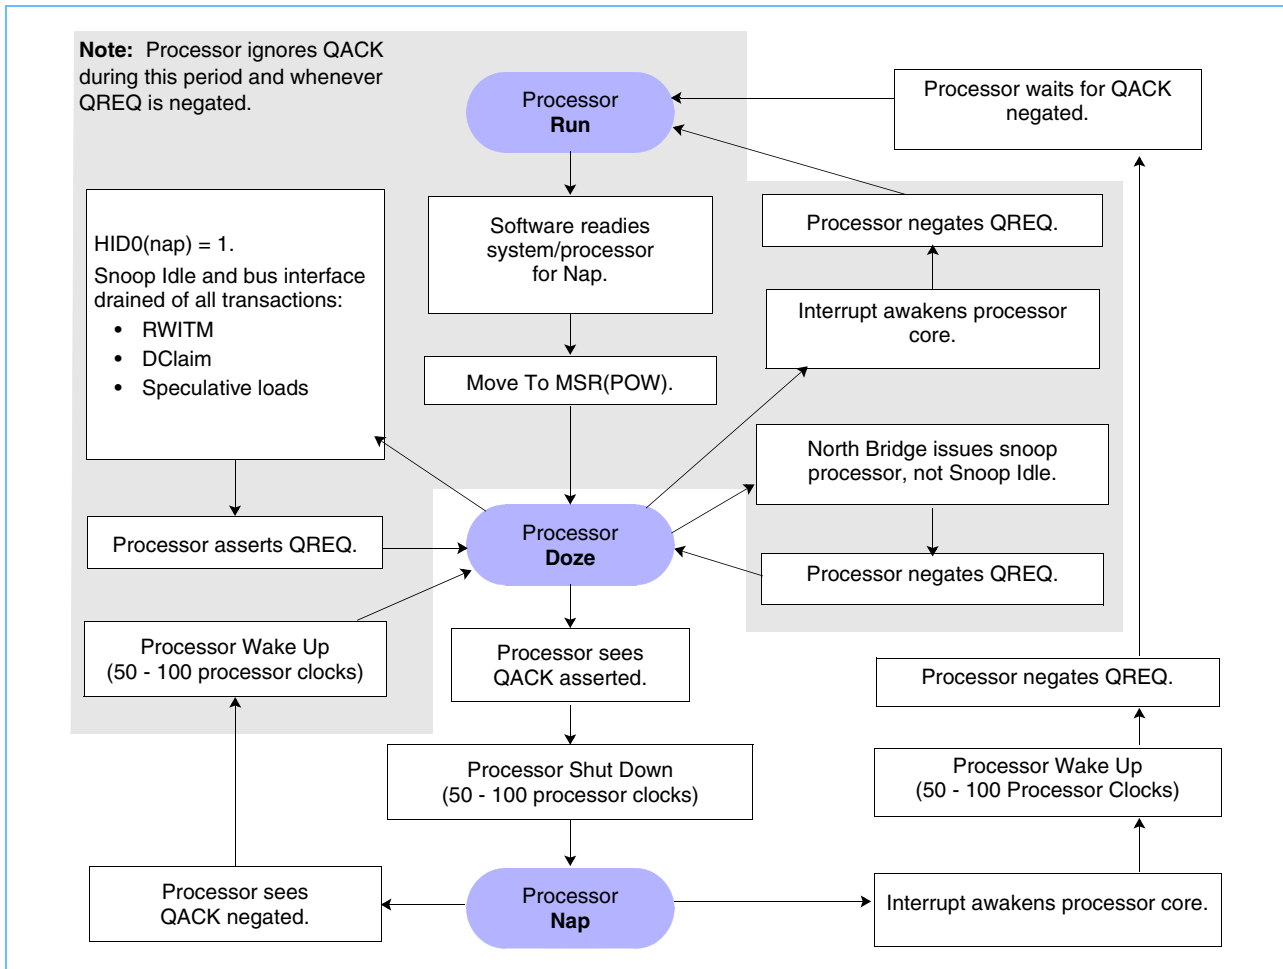 Note: Processor ignores QACK
during this period and whenever
QREQ is negated.
Processor
Run
Processor waits for QACK
negated.
HID0(nap) = 1.
Snoop Idle and bus interface
drained of all transactions:
• RWITM
• DClaim
• Speculative loads
Software readies
system/processor
for Nap.
Processor negates QREQ.
Interrupt awakens processor
core.
Move To MSR(POW).
North Bridge issues snoop
processor, not Snoop Idle.
Processor asserts QREQ.
Processor
Doze
Processor negates QREQ.
Processor Wake Up
(50 - 100 processor clocks)
Processor sees
QACK asserted.
Processor negates QREQ.
Processor Shut Down
(50 - 100 processor clocks)
Processor Wake Up
(50 - 100 Processor Clocks)
Processor sees
QACK negated.
Processor
Nap
Interrupt awakens processor core.